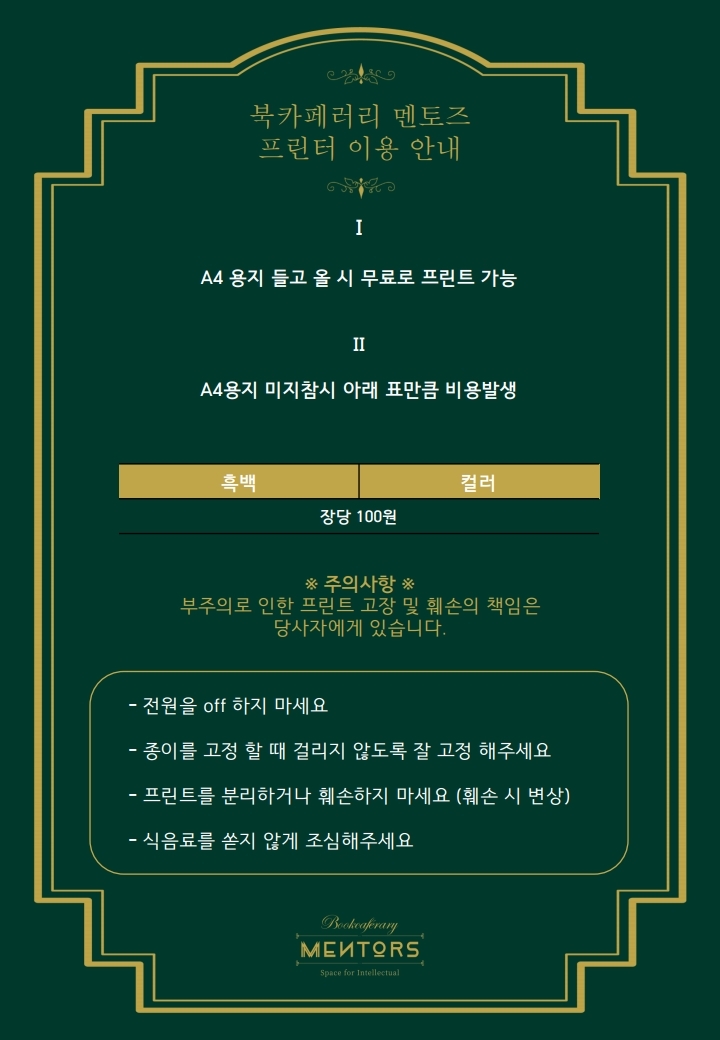 북카페러리 멘토즈
프린터 이용 안내
I
A4 용지 들고 올 시 무료로 프린트 가능
II
A4용지 미지참시 아래 표만큼 비용발생
흑백 컬러
장당 100원
※ 주의사항 ※
부주의로 인한 프린트 고장 및 훼손의 책임은
당사자에게 있습니다.
- 전원을 off 하지 마세요
- 종이를 고정 할 때 걸리지 않도록 잘 고정 해주세요
- 프린트를 분리하거나 훼손하지 마세요 (훼손 시 변상)
- 식음료를 쏟지 않게 조심해주세요
Bookcaferary
MENTORS
Space for Intellectual